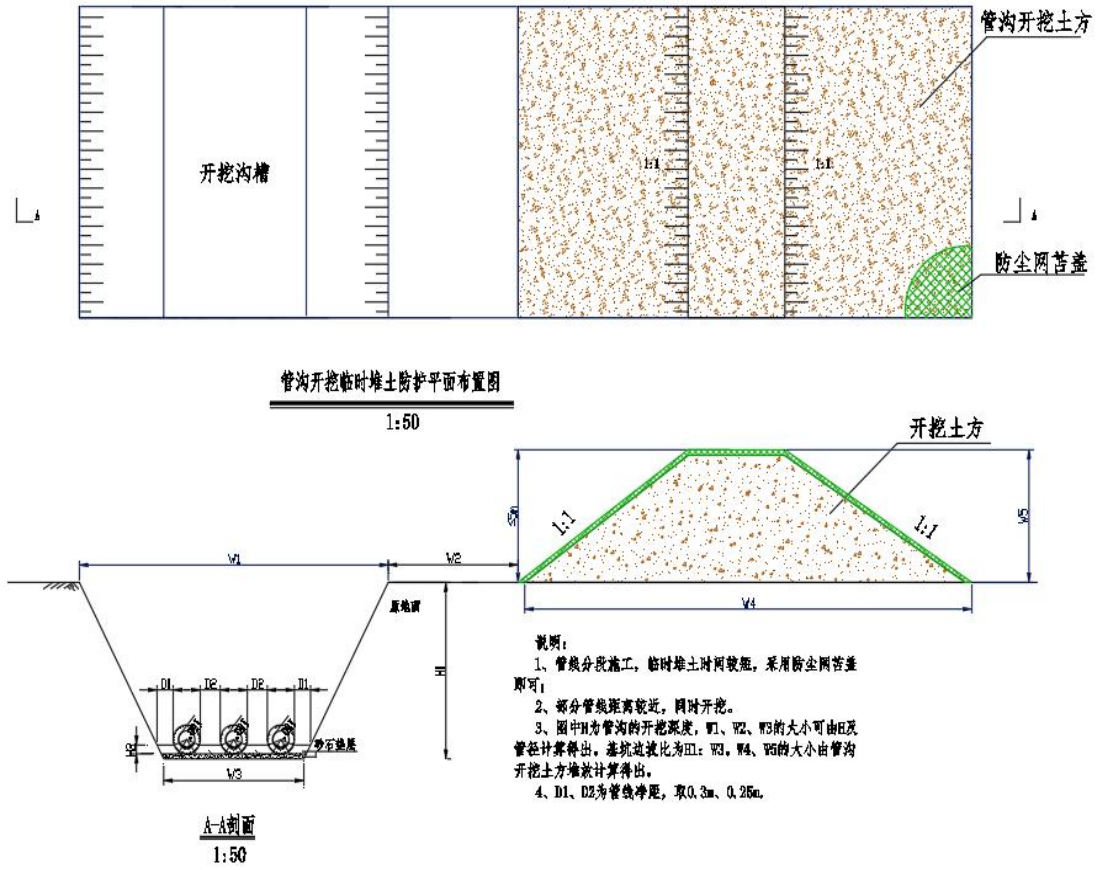 管沟开挖土方
1:1
1:1
开挖沟槽
A
A
防尘网苫盖
管沟开挖临时堆土防护平面布置图
1:50
开挖土方
1:1
1:1
W5
W1
W2
原地面
W4
H1
D1
D2
D2
D1
砂石垫层
H2
W3
A-A剖面
1:50
说明:
1、管线分段施工，临时堆土时间较短，采用防尘网苫盖
即可;
2、部分管线距离较近，同时开挖。
3、图中H为管沟的开挖深度，W1、W2、W3的大小可由H及
管径计算得出。基坑边坡比为H1: W3。W4、W5的大小由管沟
开挖土方堆放计算得出。
4、D1、D2为管线净距，取0.3m、0.25m.